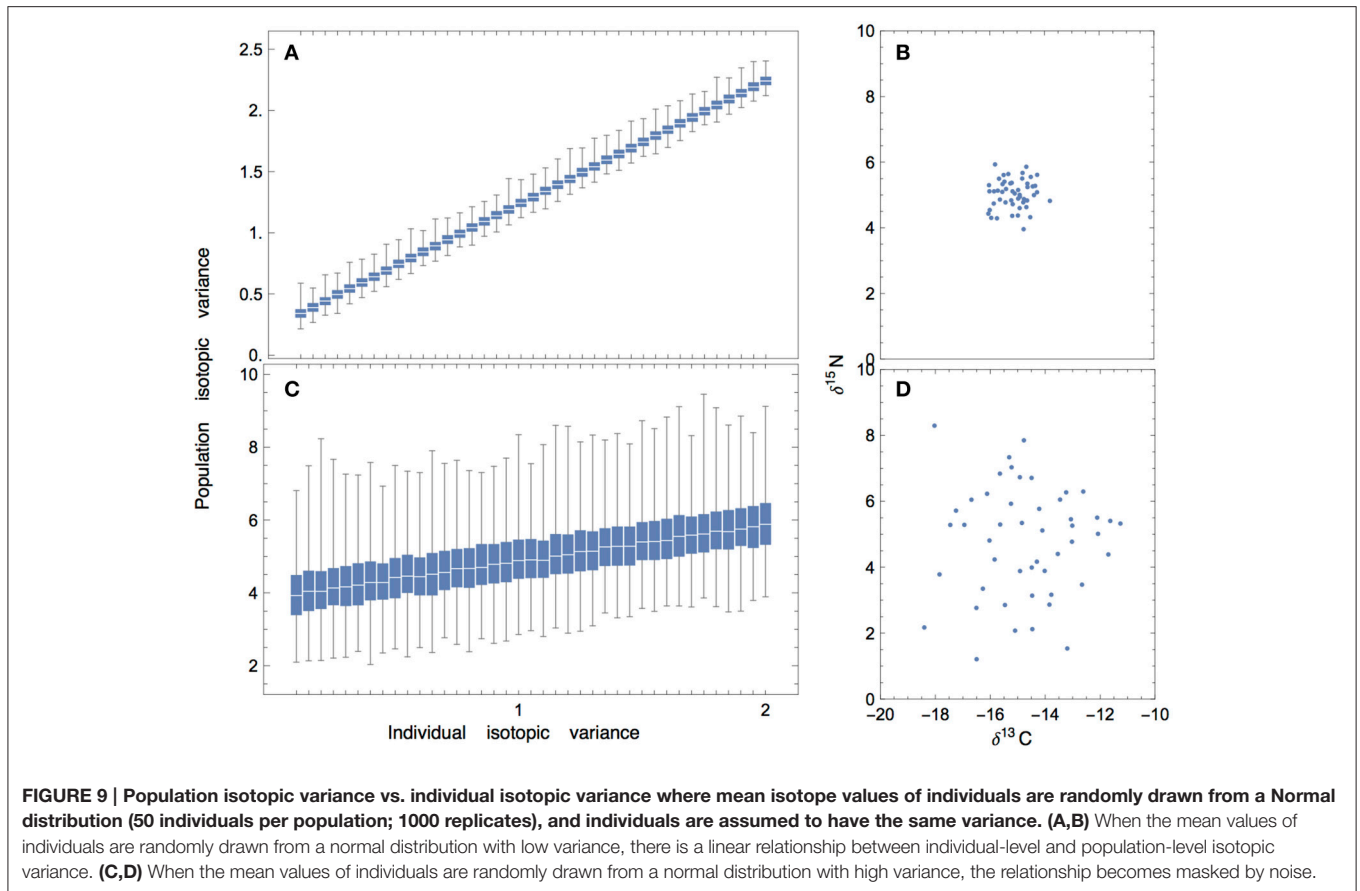 A
2.5
2.
1.5
1.
0.5
0.
B
10
8
6
4
2
0
C
10
8
6
4
2
1
2
D
10
8
6
4
2
0
-20
-18
-16
-14
-12
-10
Population isotopic variance
Individual isotopic variance
δ15N
δ13C
FIGURE 9 | Population isotopic variance vs. individual isotopic variance where mean isotope values of individuals are randomly drawn from a Normal
distribution (50 individuals per population; 1000 replicates), and individuals are assumed to have the same variance. (A,B) When the mean values of
individuals are randomly drawn from a normal distribution with low variance, there is a linear relationship between individual-level and population-level isotopic
variance. (C,D) When the mean values of individuals are randomly drawn from a normal distribution with high variance, the relationship becomes masked by noise.